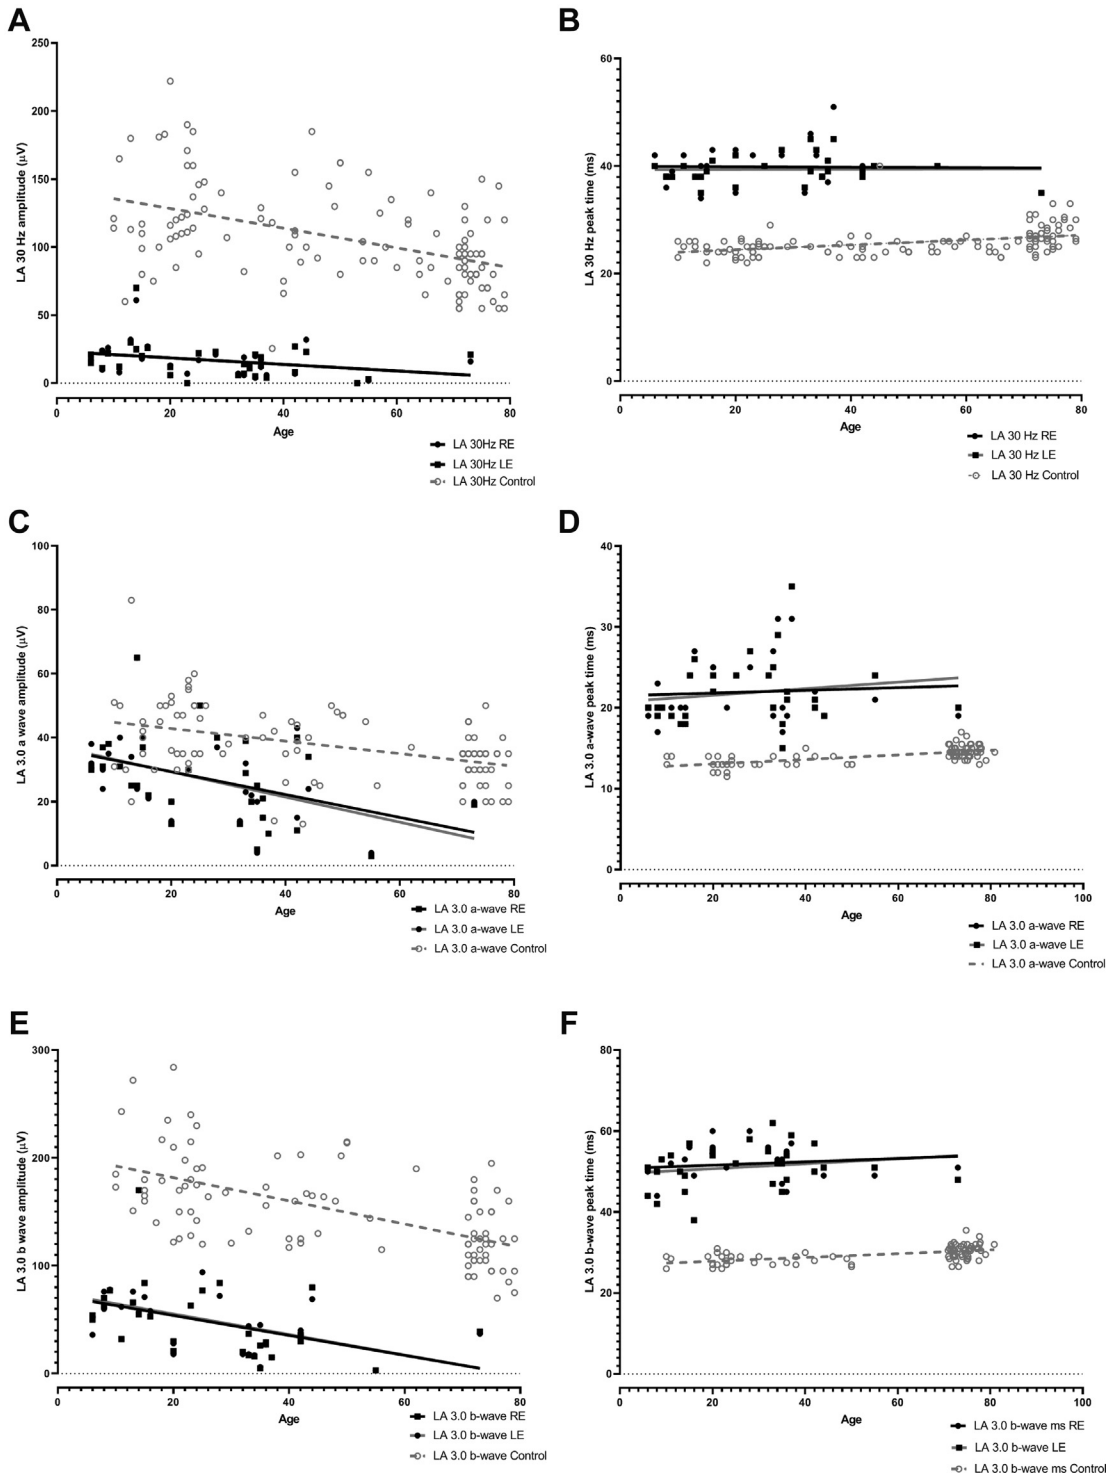 A
LA 30 Hz amplitude (μV)
250
200
150
100
50
0
0 20 40 60 80
Age
LA 30Hz RE
LA 30Hz LE
LA 30Hz Control
B
LA 30 Hz peak time (ms)
60
40
20
0
0 20 40 60 80
Age
LA 30 Hz RE
LA 30 Hz LE
LA 30 Hz Control
C
LA 3.0 a wave amplitude (μV)
100
80
60
40
20
0
0 20 40 60 80
Age
LA 3.0 a-wave RE
LA 3.0 a-wave LE
LA 3.0 a-wave Control
D
LA 3.0 a-wave peak time (ms)
40
30
20
10
0
0 20 40 60 80 100
Age
LA 3.0 a-wave RE
LA 3.0 a-wave LE
LA 3.0 a-wave Control
E
LA 3.0 b wave amplitude (μV)
300
200
100
0
0 20 40 60 80
Age
LA 3.0 b-wave RE
LA 3.0 b-wave LE
LA 3.0 b-wave Control
F
LA 3.0 b-wave peak time (ms)
80
60
40
20
0
0 20 40 60 80 100
Age
LA 3.0 b-wave ms RE
LA 3.0 b-wave LE
LA 3.0 b-wave ms Control